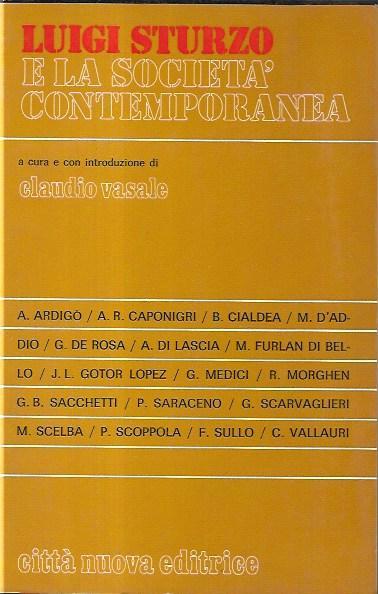 LUIGI STURZO
E LA SOCIETA'
CONTEMPORANEA
a cura e con introduzione di
claudio vasale
A. ARDIGÒ / A. R. CAPONIGRI / B. CIALDEA / M. D'AD-
DIO / G. DE ROSA / A. DI LASCIA / M. FURLAN DI BEL-
LO / J. L. GOTOR LOPEZ / G. MEDICI / R. MORGHEN
G. B. SACCHETTI / P. SARACENO / G. SCARVAGLIERI
M. SCELBA / P. SCOPPOLA / F. SULLO / C. VALLAURI
città nuova editrice